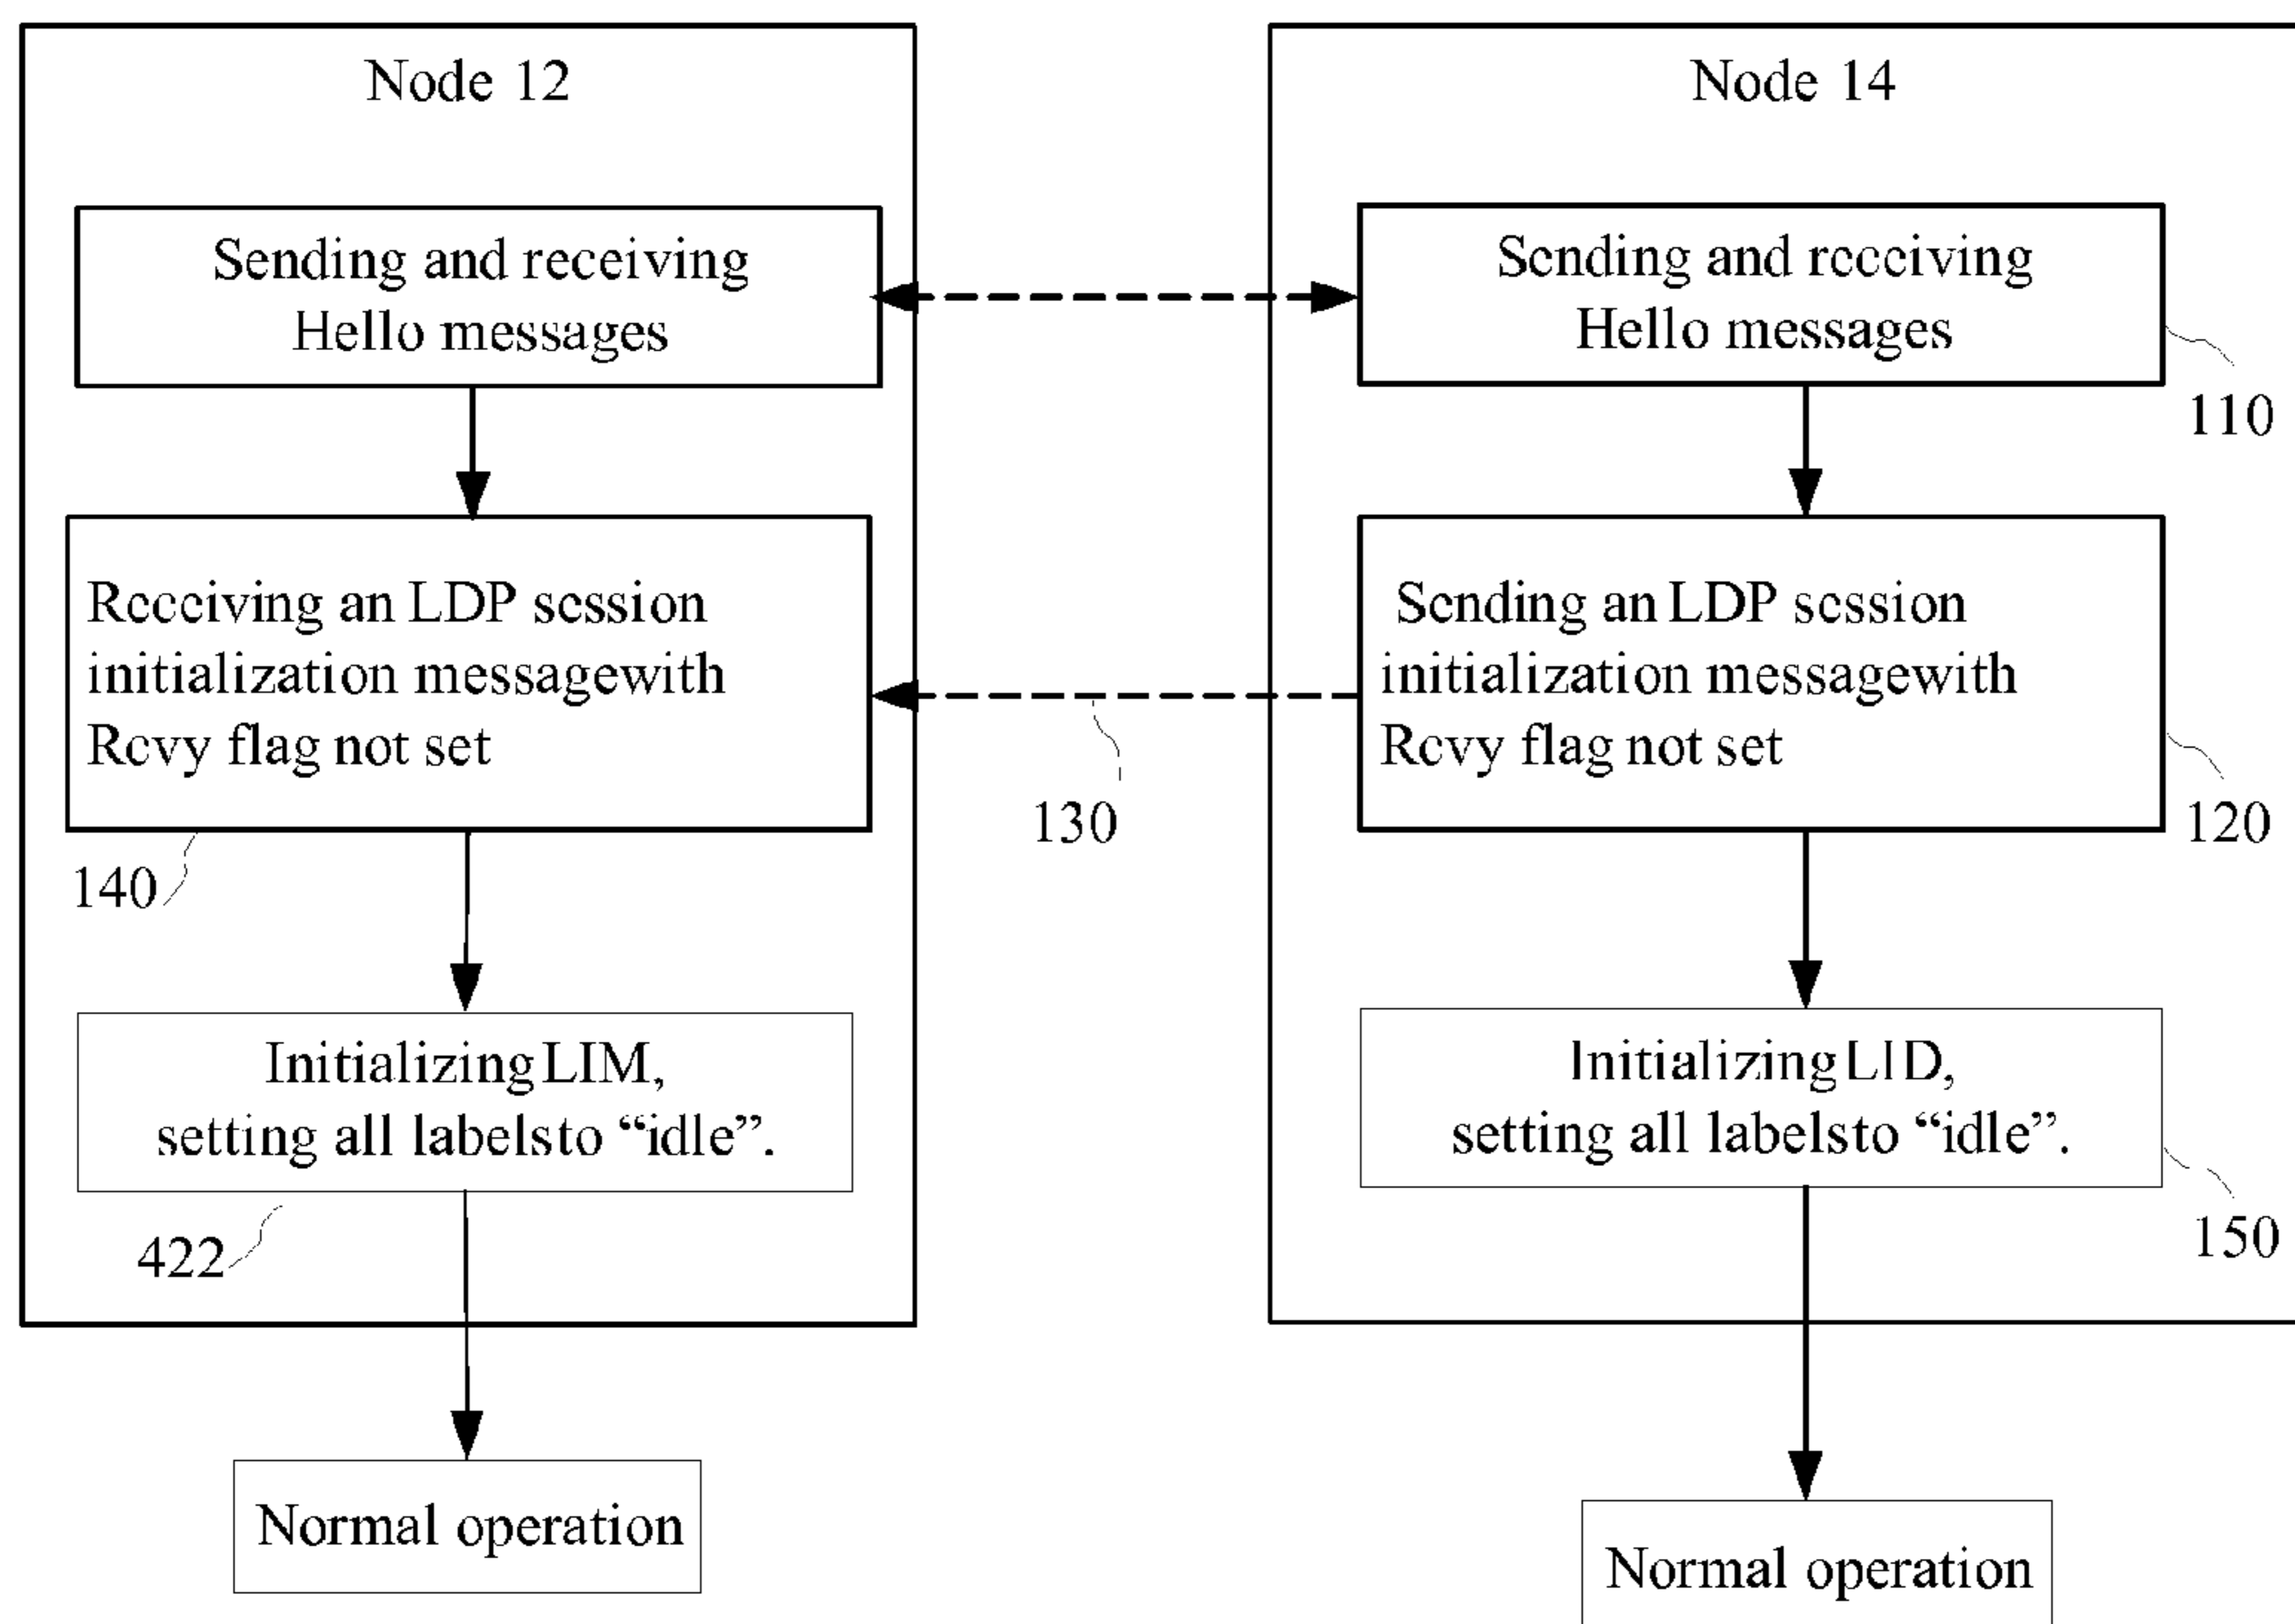 Node 12
Sending and receiving
Hello messages
Receiving an LDP session
initialization messagewith
Rcvy flag not set
140
Initializing LIM,
setting all labelsto “idle”.
422
Normal operation
130
Node 14
Sending and receiving
Hello messages
110
Sending an LDP session
initialization messagewith
Rcvy flag not set
120
Initializing LID,
setting all labelsto “idle”.
150
Normal operation